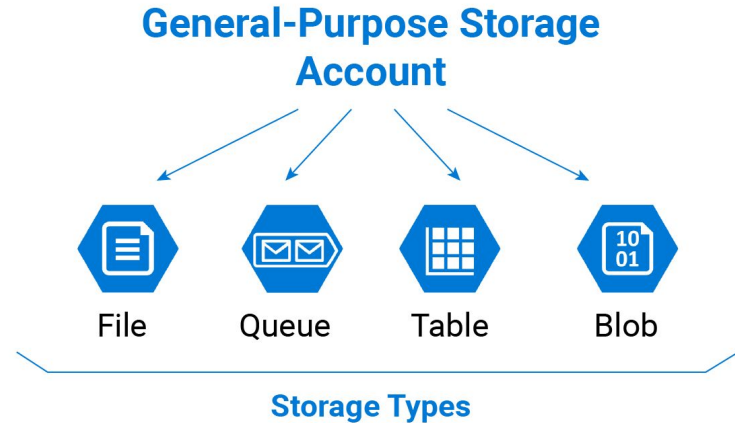 General-Purpose Storage
Account
10
01
File
Queue
Table
Blob
Storage Types